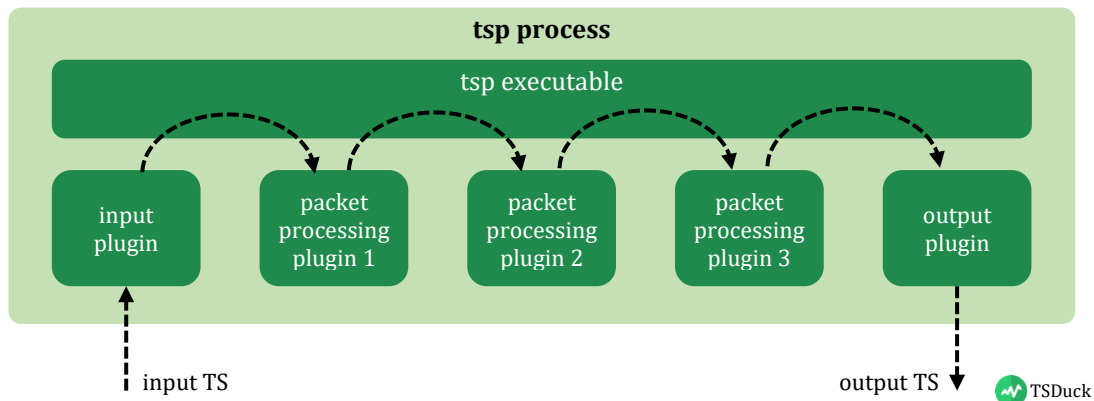 tsp process
tsp executable
input
plugin
packet
processing
plugin 1
packet
processing
plugin 2
packet
processing
plugin 3
output
plugin
input TS
output TS
TSDuck